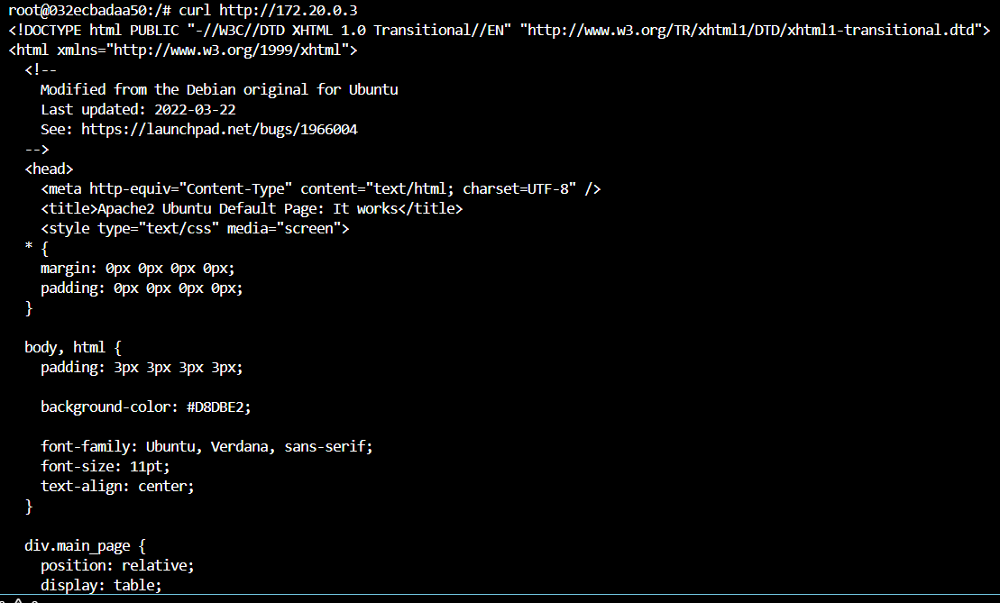 root@032ecbadaa50:/# curl http://172.20.0.3
<!DOCTYPE html PUBLIC "-//W3C//DTD XHTML 1.0 Transitional//EN" "http://www.w3.org/TR/xhtml1/DTD/xhtml1-transitional.dtd">
<html xmlns="http://www.w3.org/1999/xhtml">
  <!--
    Modified from the Debian original for Ubuntu
    Last updated: 2022-03-22
    See: https://launchpad.net/bugs/1966004
  -->
  <head>
    <meta http-equiv="Content-Type" content="text/html; charset=UTF-8" />
    <title>Apache2 Ubuntu Default Page: It works</title>
    <style type="text/css" media="screen">
  * {
    margin: 0px 0px 0px 0px;
    padding: 0px 0px 0px 0px;
  }

  body, html {
    padding: 3px 3px 3px 3px;

    background-color: #D8DBE2;

    font-family: Ubuntu, Verdana, sans-serif;
    font-size: 11pt;
    text-align: center;
  }

  div.main_page {
    position: relative;
    display: table;